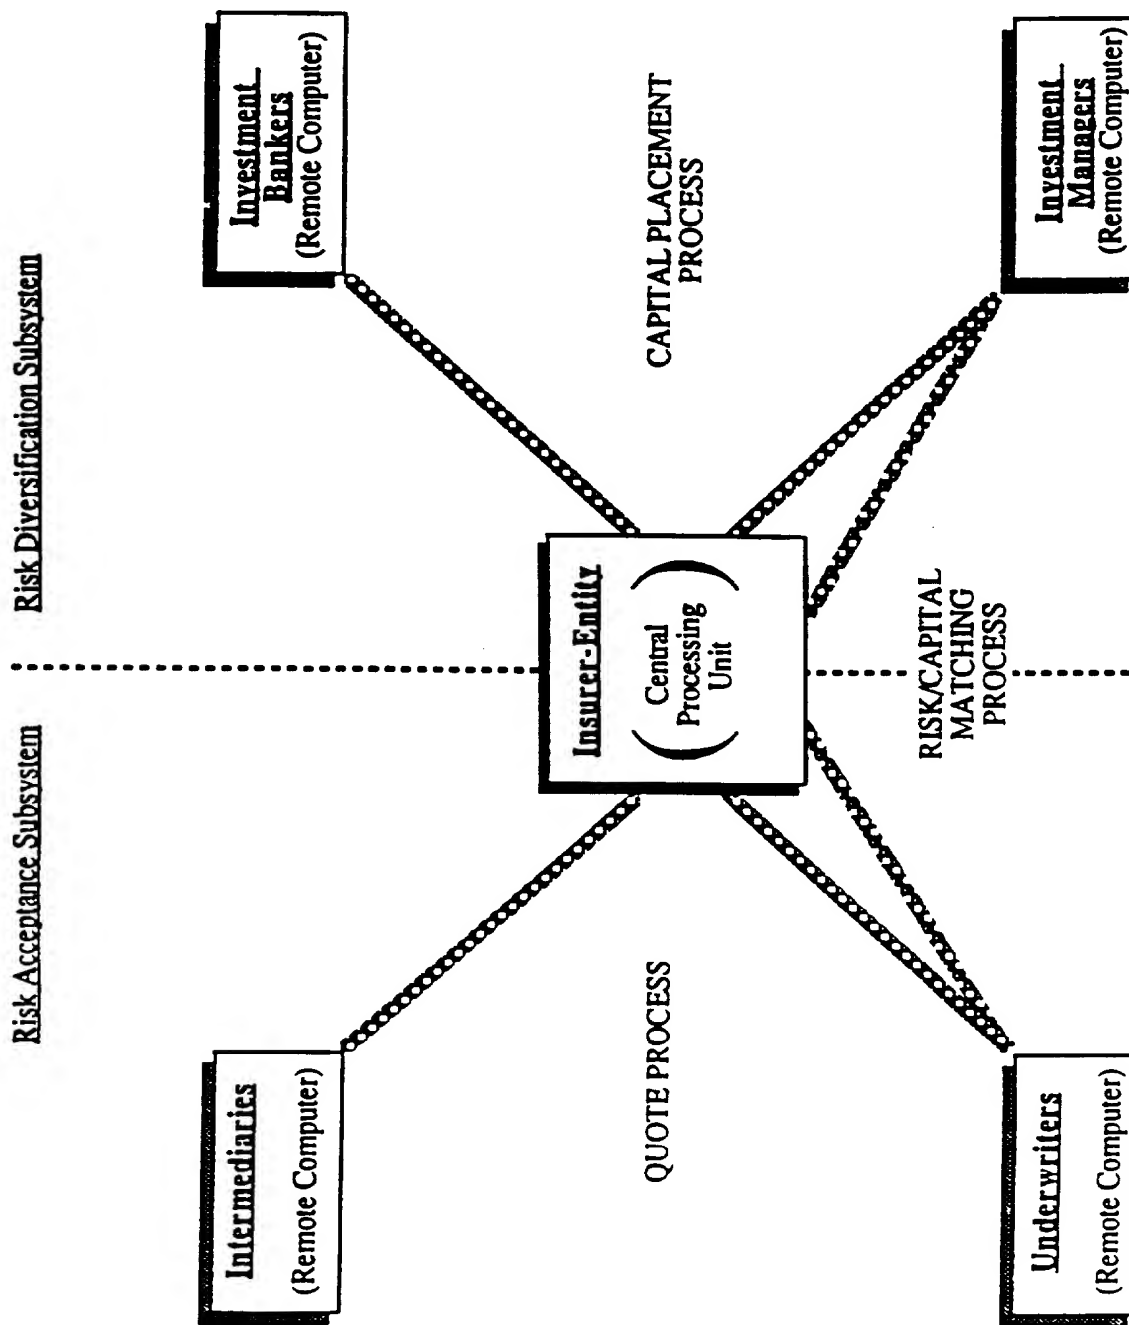 Risk Acceptance Subsystem
Risk Diversification Subsystem
Intermediaries
(Remote Computer)
Investment
Bankers
(Remote Computer)
Insurer-Entity
Central
Processing
Unit
QUOTE PROCESS
CAPITAL PLACEMENT
PROCESS
RISK/CAPITAL
MATCHING
PROCESS
Underwriters
(Remote Computer)
Investment
Managers
(Remote Computer)